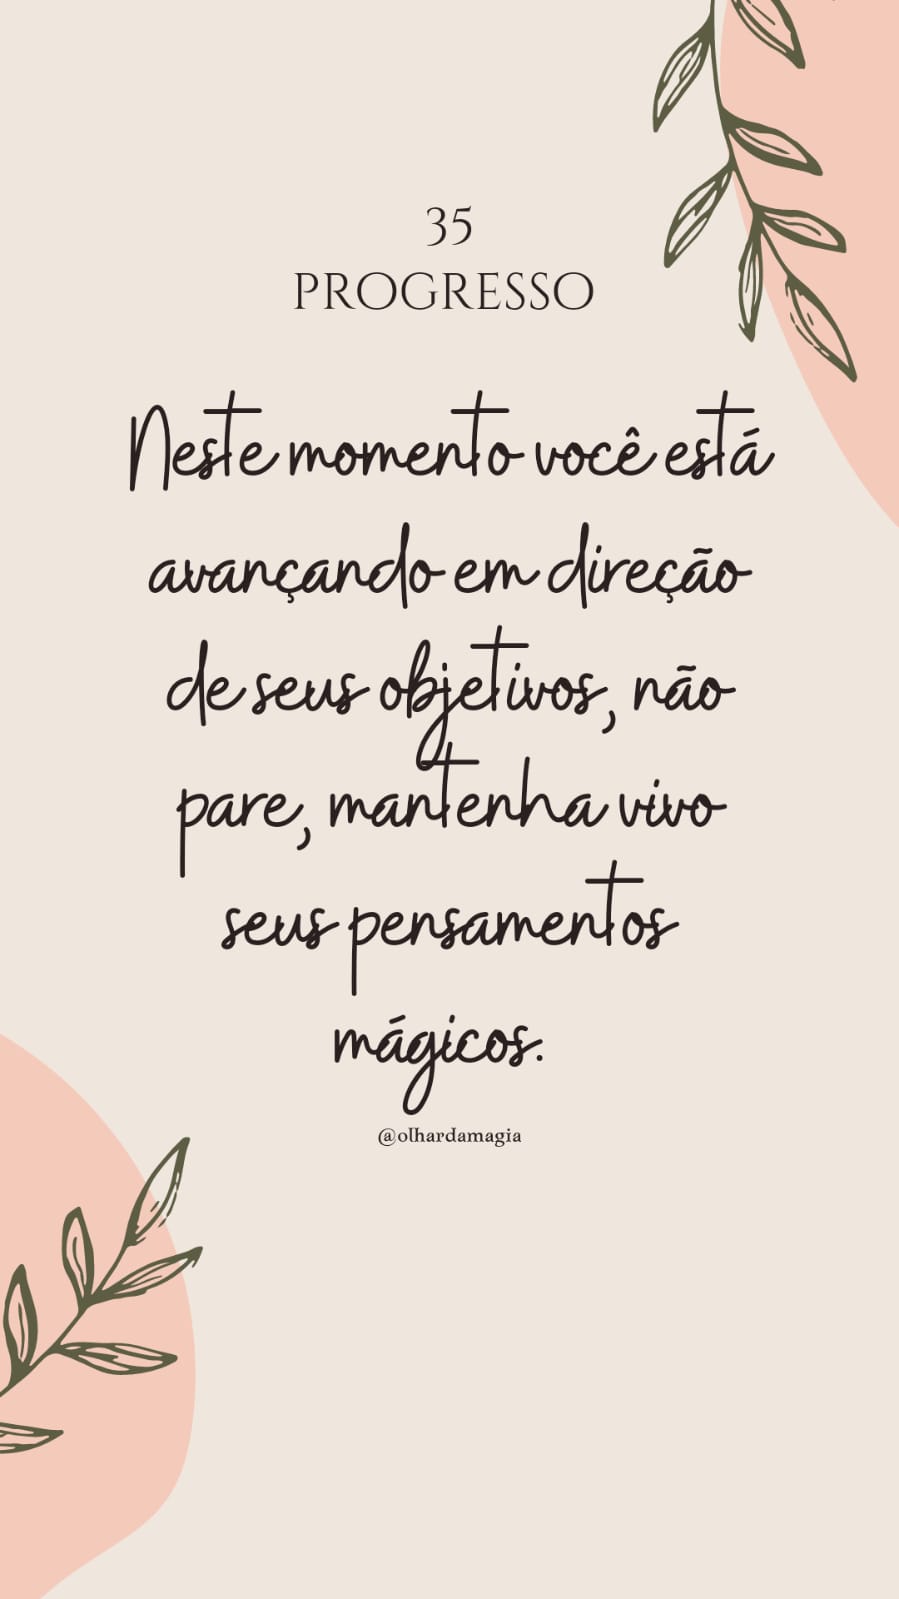 35
PROGRESSO
Neste momento você está
avançando em direção
de seus objetivos, não
pare, mantenha vivo
seus pensamentos
mágicos.
@olhardamagia